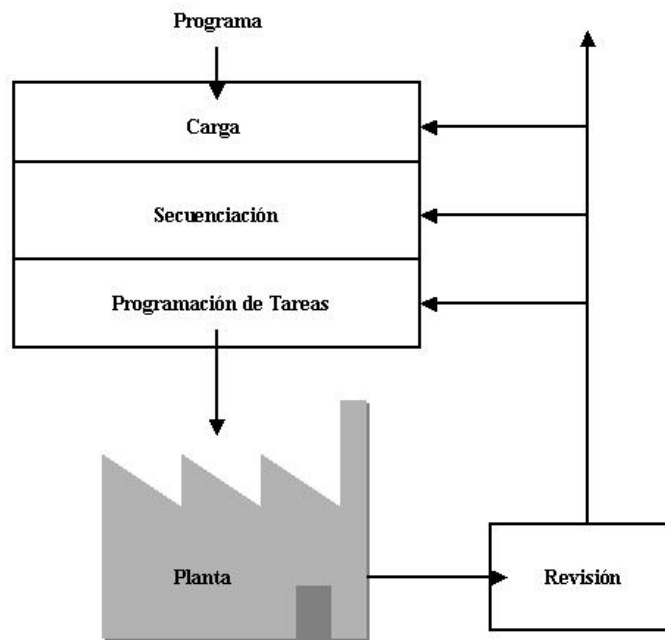 Programa
Carga
Secuenciación
Programación de Tareas
Planta
Revisión